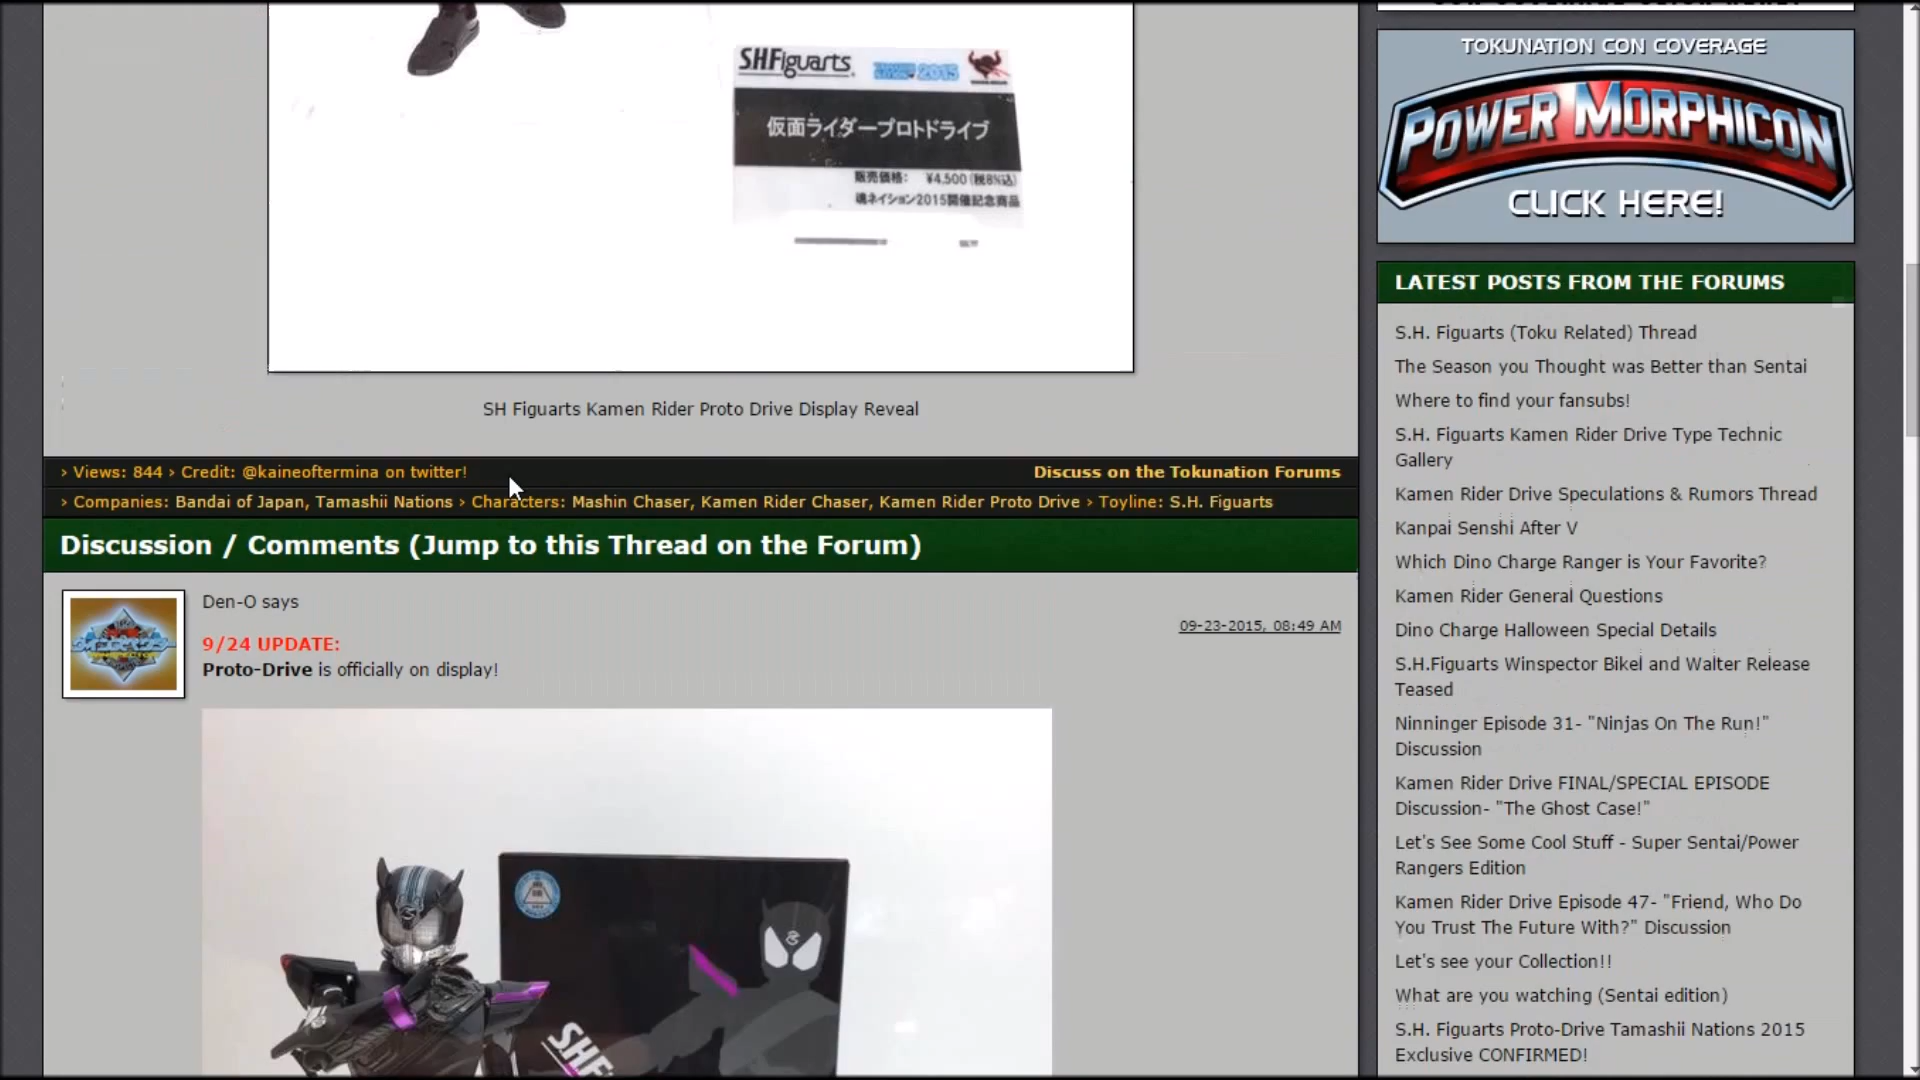 SHFiguarts
2015
仮面ライダープロトドライブ
販売価格: ¥4,500(税8%込)
魂ネイション2015開催記念商品
SH Figuarts Kamen Rider Proto Drive Display Reveal
› Views: 844 › Credit: @kaineoftermina on twitter!
Discuss on the Tokunation Forums
› Companies: Bandai of Japan, Tamashii Nations › Characters: Mashin Chaser, Kamen Rider Chaser, Kamen Rider Proto Drive › Toyline: S.H. Figuarts
Discussion / Comments (Jump to this Thread on the Forum)
Den-O says
09-23-2015, 08:49 AM
9/24 UPDATE:
Proto-Drive is officially on display!
SHF
TOKUNATION CON COVERAGE
POWER MORPHICON
CLICK HERE!
LATEST POSTS FROM THE FORUMS
S.H. Figuarts (Toku Related) Thread
The Season you Thought was Better than Sentai
Where to find your fansubs!
S.H. Figuarts Kamen Rider Drive Type Technic
Gallery
Kamen Rider Drive Speculations & Rumors Thread
Kanpai Senshi After V
Which Dino Charge Ranger is Your Favorite?
Kamen Rider General Questions
Dino Charge Halloween Special Details
S.H.Figuarts Winspector Bikel and Walter Release
Teased
Ninninger Episode 31- "Ninjas On The Run!"
Discussion
Kamen Rider Drive FINAL/SPECIAL EPISODE
Discussion- "The Ghost Case!"
Let's See Some Cool Stuff - Super Sentai/Power
Rangers Edition
Kamen Rider Drive Episode 47- "Friend, Who Do
You Trust The Future With?" Discussion
Let's see your Collection!!
What are you watching (Sentai edition)
S.H. Figuarts Proto-Drive Tamashii Nations 2015
Exclusive CONFIRMED!